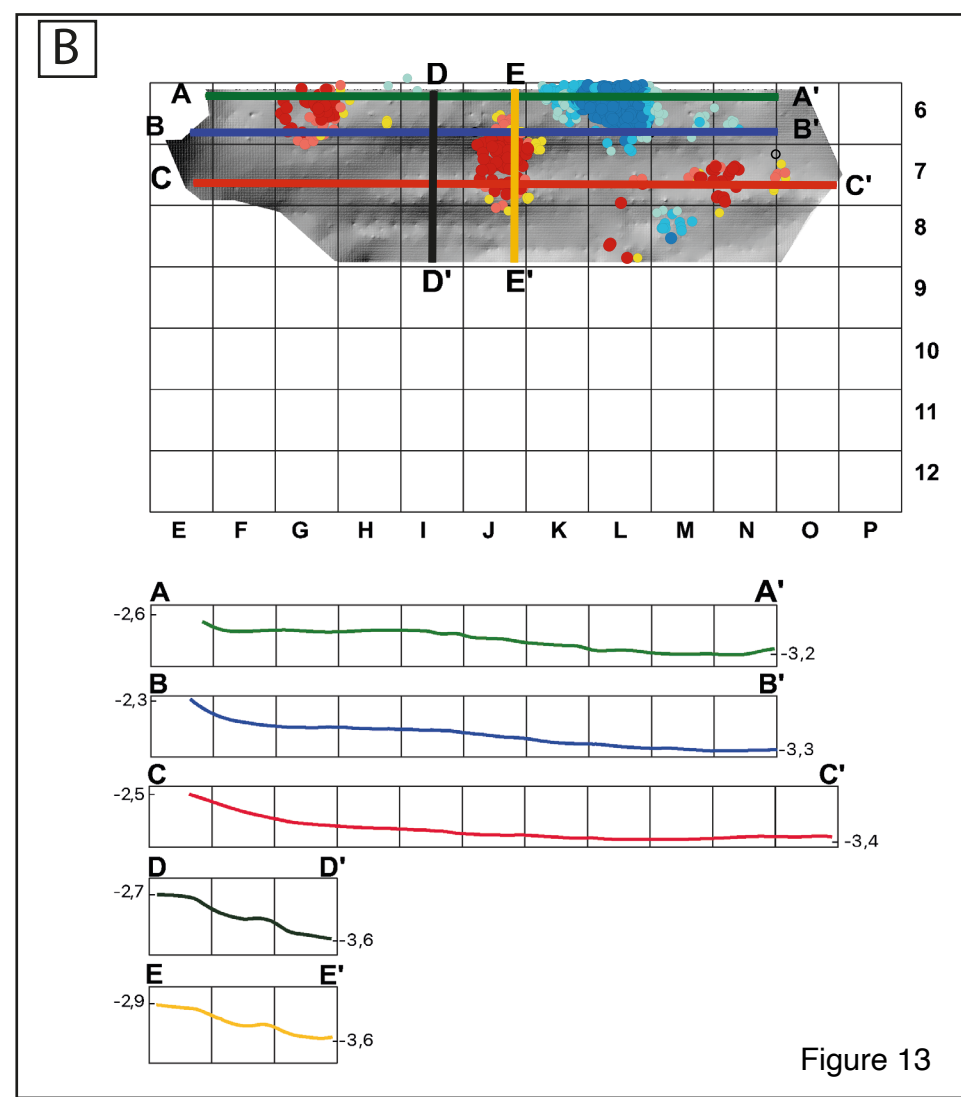 B
D E
A A' 6
B B'
C C' 7
8
D' E' 9
10
11
12
E F G H I J K L M N O P
A A'
-2,6
-3,2
B B'
-2,3
-3,3
C C'
-2,5
-3,4
D D'
-2,7
-3,6
E E'
-2,9
-3,6
Figure 13